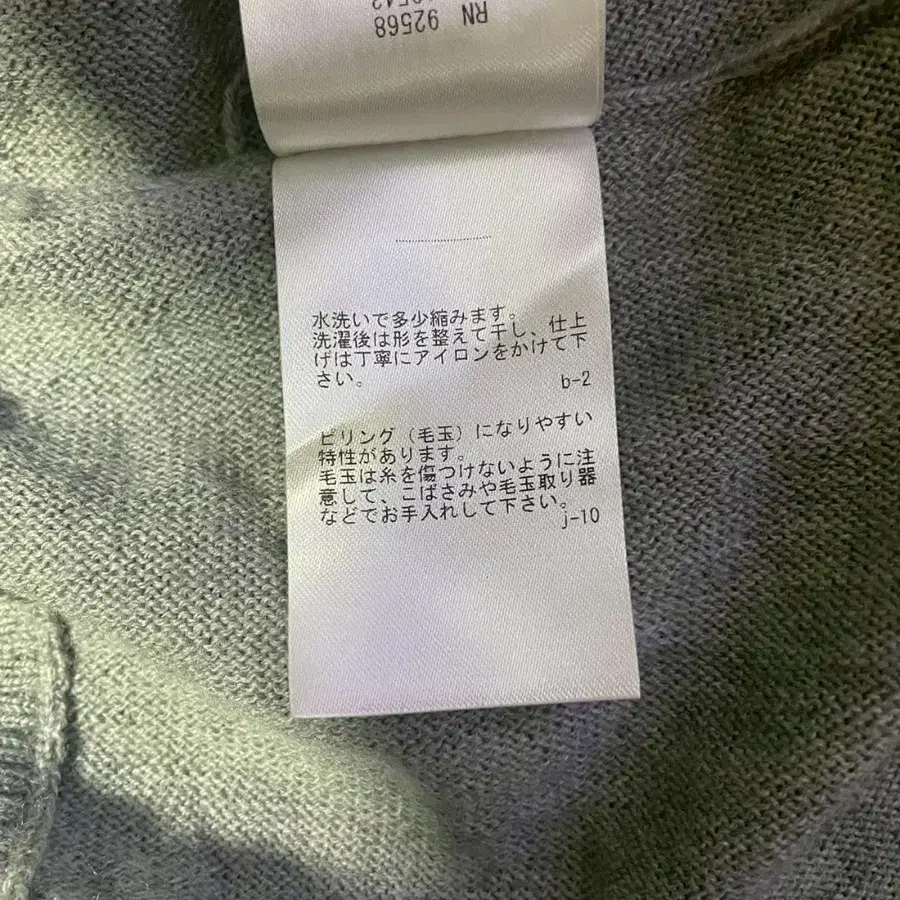 RN 92568
水洗いで多少縮みます。
洗濯後は形を整えて干し、仕上
げは丁寧にアイロンをかけて下
さい。
b-2
ピリング（毛玉）になりやすい
特性があります。
毛玉は糸を傷つけないように注
意して、こばさみや毛玉取り器
などでお手入れして下さい。
j-10